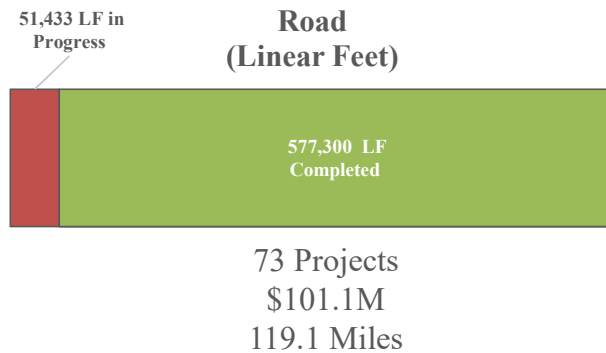 51,433 LF in
Progress
Road
(Linear Feet)
577,300 LF
Completed
73 Projects
$101.1M
119.1 Miles